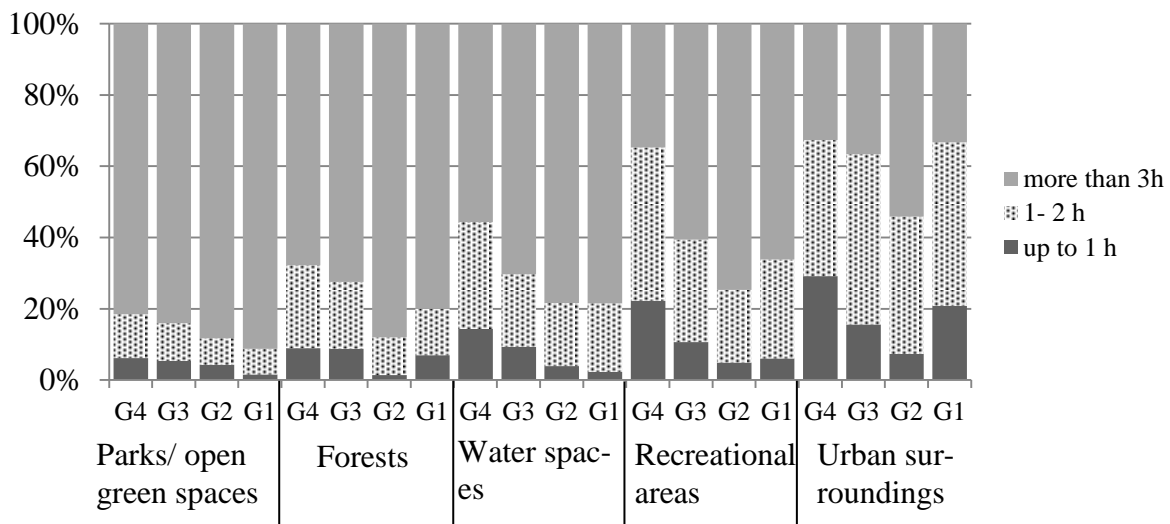 100%
80%
60%
40%
20%
0%
more than 3h
1- 2 h
up to 1 h
G4 G3 G2 G1 G4 G3 G2 G1 G4 G3 G2 G1 G4 G3 G2 G1 G4 G3 G2 G1
Parks/ open
green spaces
Forests
Water spac-
es
Recreational
areas
Urban sur-
roundings